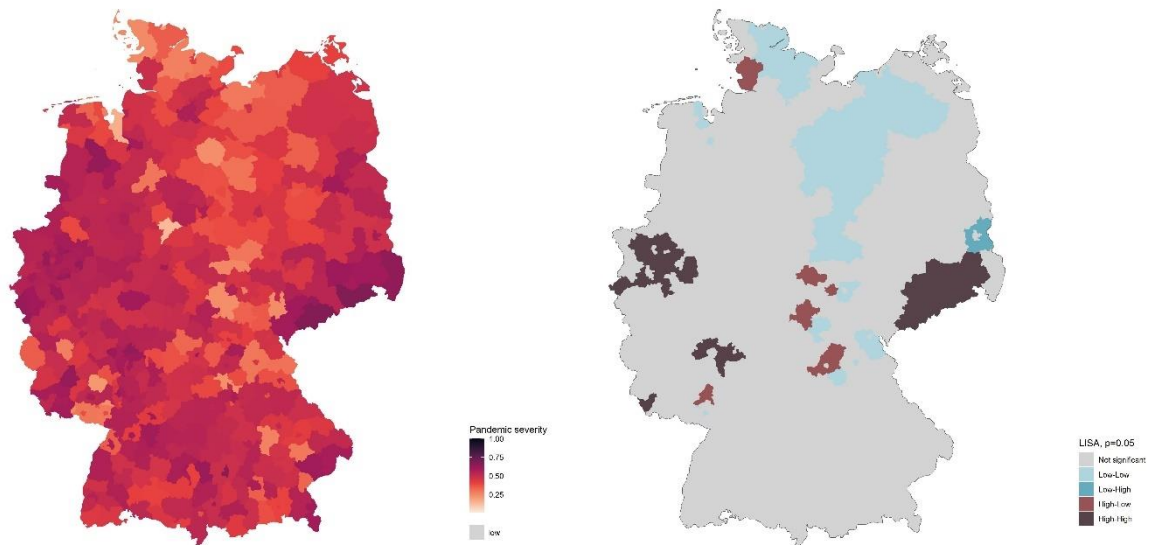 Pandemic severity
1.00
0.75
0.50
0.25
low
LISA, p=0.05
Not significant
Low-Low
Low-High
High-Low
High-High